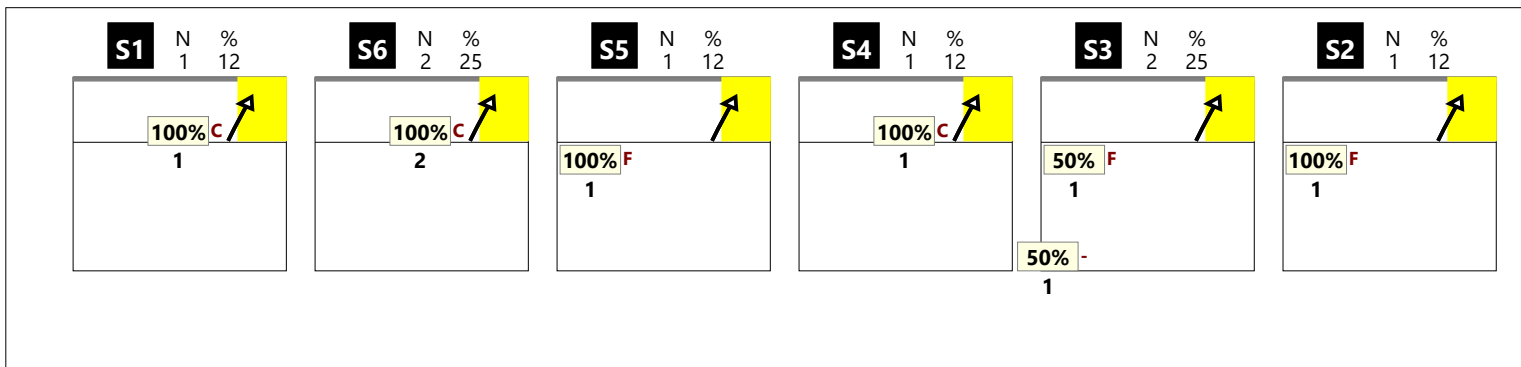 S1 N % 1 12
S6 N % 2 25
S5 N % 1 12
S4 N % 1 12
S3 N % 2 25
S2 N % 1 12
100% C
1
100% C
2
100% F
1
100% C
1
50% F
1
50% -
1
100% F
1